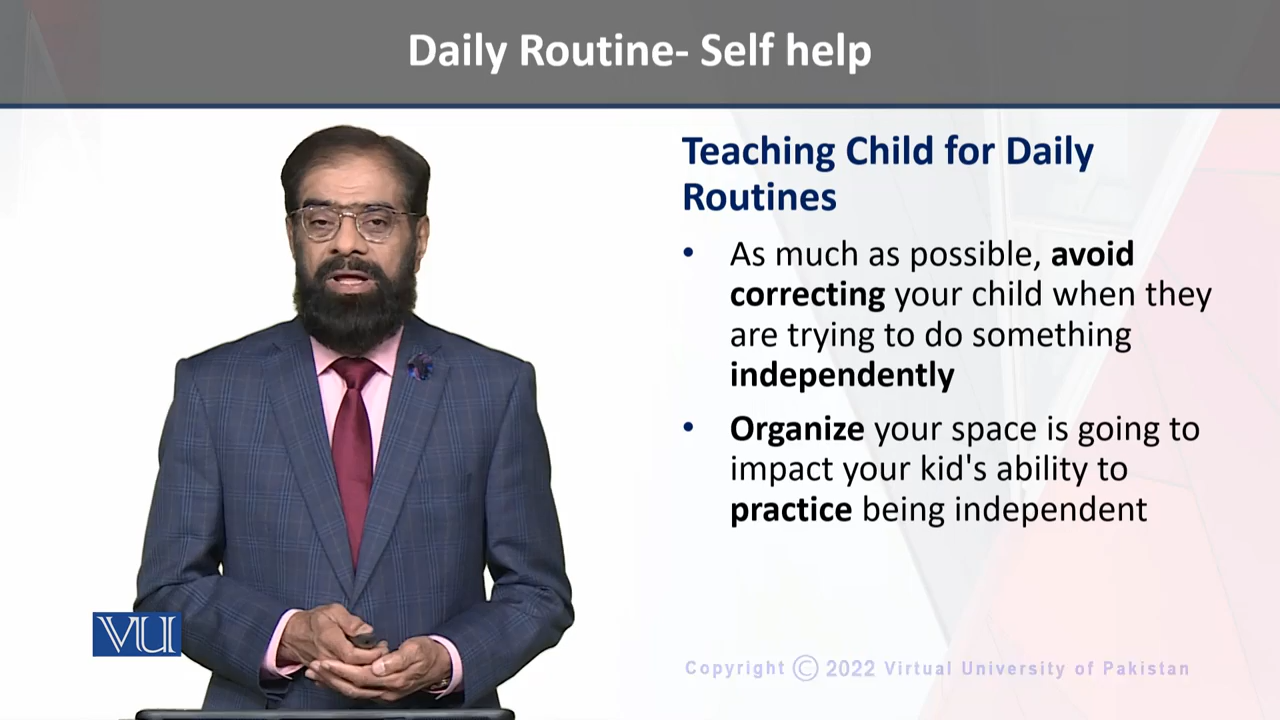 Daily Routine- Self help
Teaching Child for Daily
Routines
• As much as possible, avoid
correcting your child when they
are trying to do something
independently
• Organize your space is going to
impact your kid's ability to
practice being independent
VU
Copyright © 2022 Virtual University of Pakistan